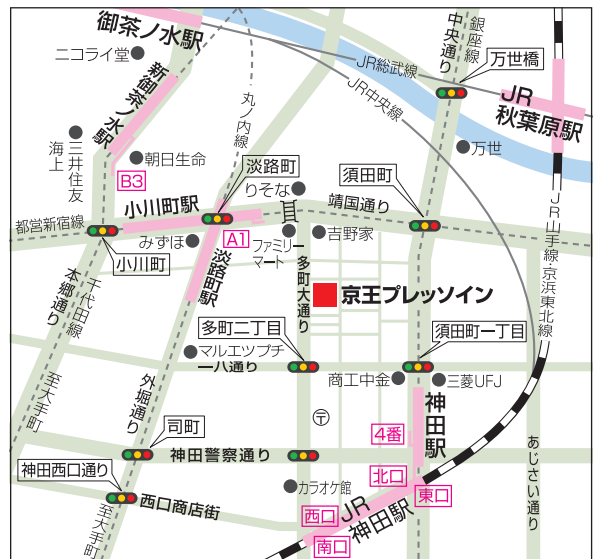 御茶ノ水駅
ニコライ堂
新御茶ノ水駅
丸ノ内線
JR総武線
JR中央線
銀座線
中央通り
万世橋
JR
秋葉原駅
三井住友
海上
朝日生命
B3
淡路町
りそな
須田町
万世
小川町駅
靖国通り
都営新宿線
みずほ
A1
ファミリー
マート
吉野家
小川町
淡路町駅
多町大通り
京王プレッソイン
JR山手線・京浜東北線
本郷通り
千代田線
多町二丁目
須田町一丁目
マルエツプチ
一八通り
商工中金
三菱UFJ
至大手町
外堀通り
司町
〒
4番
神田駅
神田警察通り
あじさい通り
神田西口通り
カラオケ館
北口
東口
西口商店街
西口
JR
神田駅
南口
至大手町